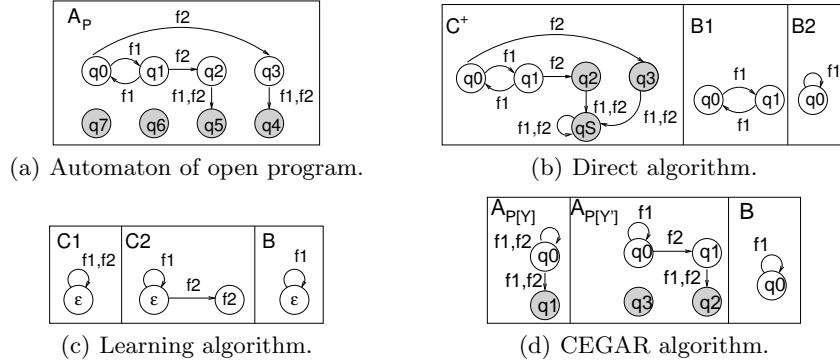 A_P
f2
f1
f2
q0 q1 q2 q3
f1
f1,f2
f1,f2
q7 q6 q5 q4
(a) Automaton of open program.
C+
f2
f1
f2
q0 q1 q2 q3
f1
f1,f2
f1,f2
f1,f2
qS
B1
f1
q0 q1
f1
B2
f1
q0
(b) Direct algorithm.
C1
f1,f2
ε
C2
f1
f2
ε f2
B
f1
ε
(c) Learning algorithm.
A_P[Y]
f1,f2
q0
f1,f2
q1
A_P[Y']
f1
f2
q0 q1
f1,f2
q3 q2
B
f1
q0
(d) CEGAR algorithm.